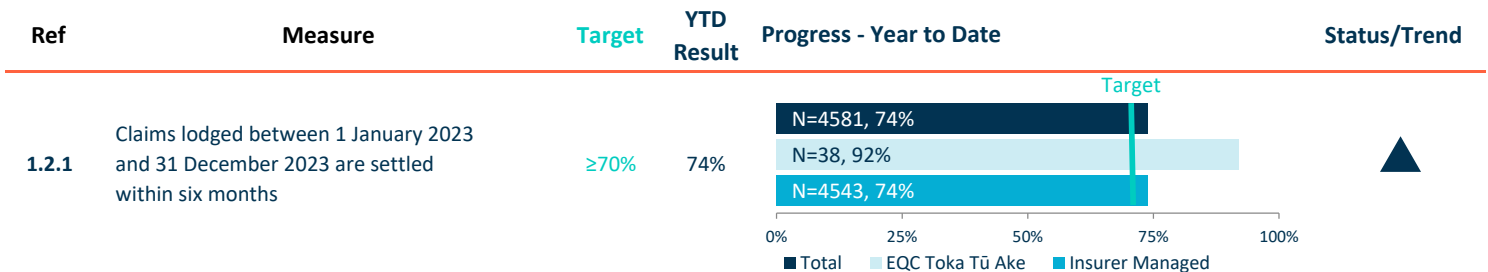 Ref Measure Target YTD Result Progress - Year to Date Status/Trend
Target
1.2.1
Claims lodged between 1 January 2023
and 31 December 2023 are settled
within six months
≥70%
74%
N=4581, 74%
N=38, 92%
N=4543, 74%
0% 25% 50% 75% 100%
Total EQC Toka Tū Ake Insurer Managed